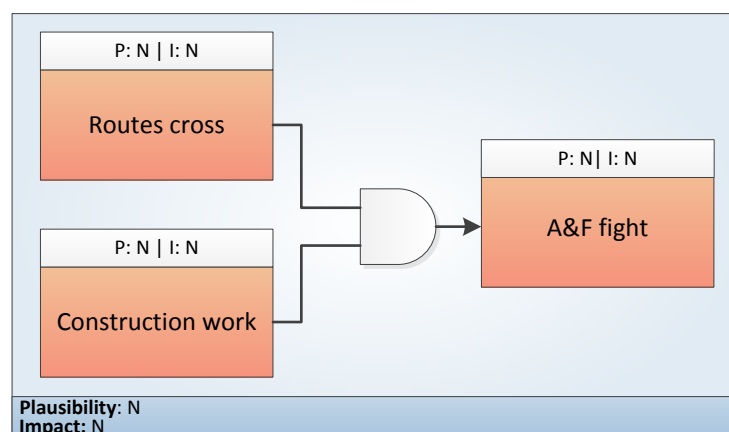 P: N | I: N
Routes cross
P: N | I: N
Construction work
P: N| I: N
A&F fight
Plausibility: N
Impact: N